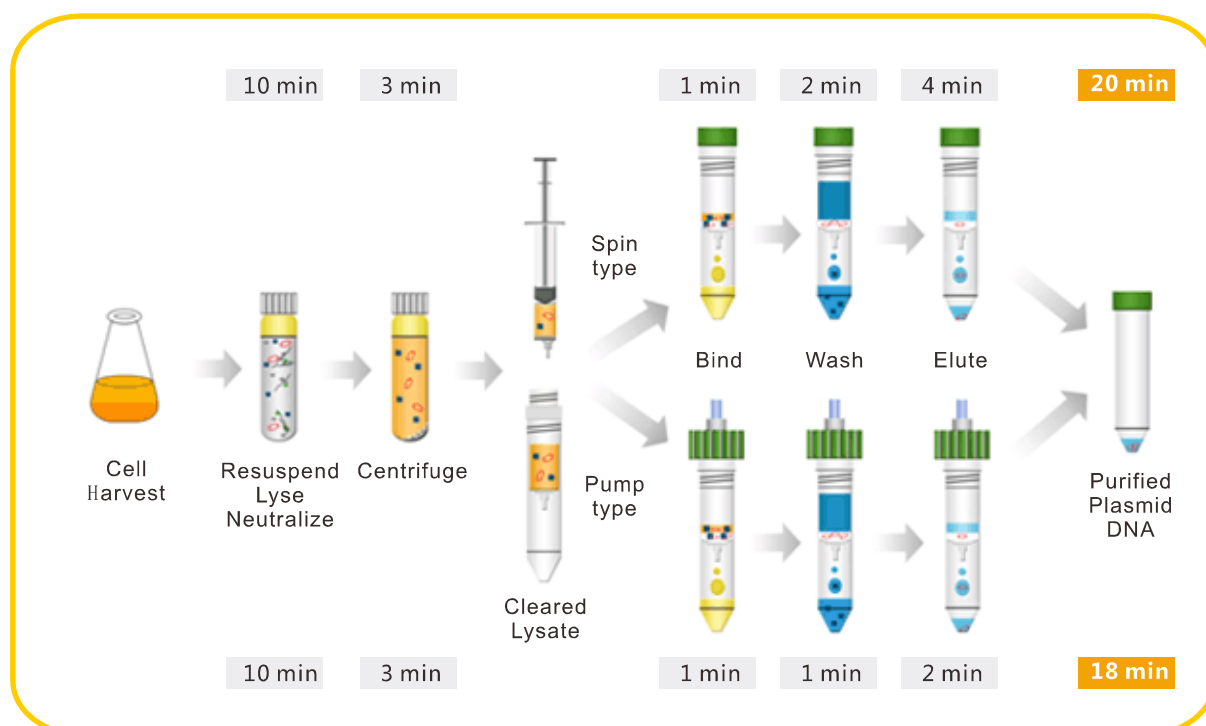 10 min
3 min
1 min
2 min
4 min
20 min
Spin
type
Bind
Wash
Elute
Cell
Harvest
Resuspend
Lyse
Neutralize
Centrifuge
Pump
type
Purified
Plasmid
DNA
Cleared
Lysate
10 min
3 min
1 min
1 min
2 min
18 min